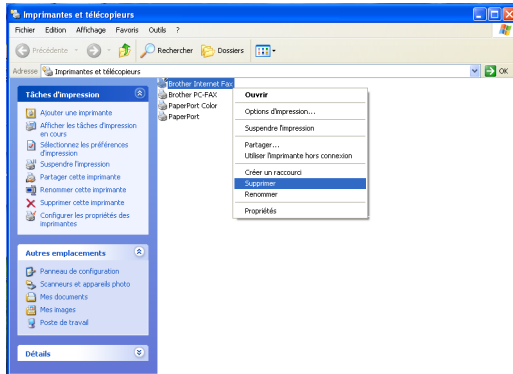 Imprimantes et télécopieurs
Fichier Edition Affichage Favoris Outils ?
Précédente Rechercher Dossiers
Adresse Imprimantes et télécopieurs OK
Tâches d'impression
Ajouter une imprimante
Afficher les tâches d'impression
en cours
Sélectionnez les préférences
d'impression
Suspendre l'impression
Partager cette imprimante
Renommer cette imprimante
Supprimer cette imprimante
Configurer les propriétés des
imprimantes
Autres emplacements
Panneau de configuration
Scanneurs et appareils photo
Mes documents
Mes images
Poste de travail
Détails
Brother Internet Fax
Brother PC-FAX
PaperPort Color
PaperPort
Ouvrir
Options d'impression...
Suspendre l'impression
Partager...
Utiliser l'imprimante hors connexion
Créer un raccourci
Supprimer
Renommer
Propriétés